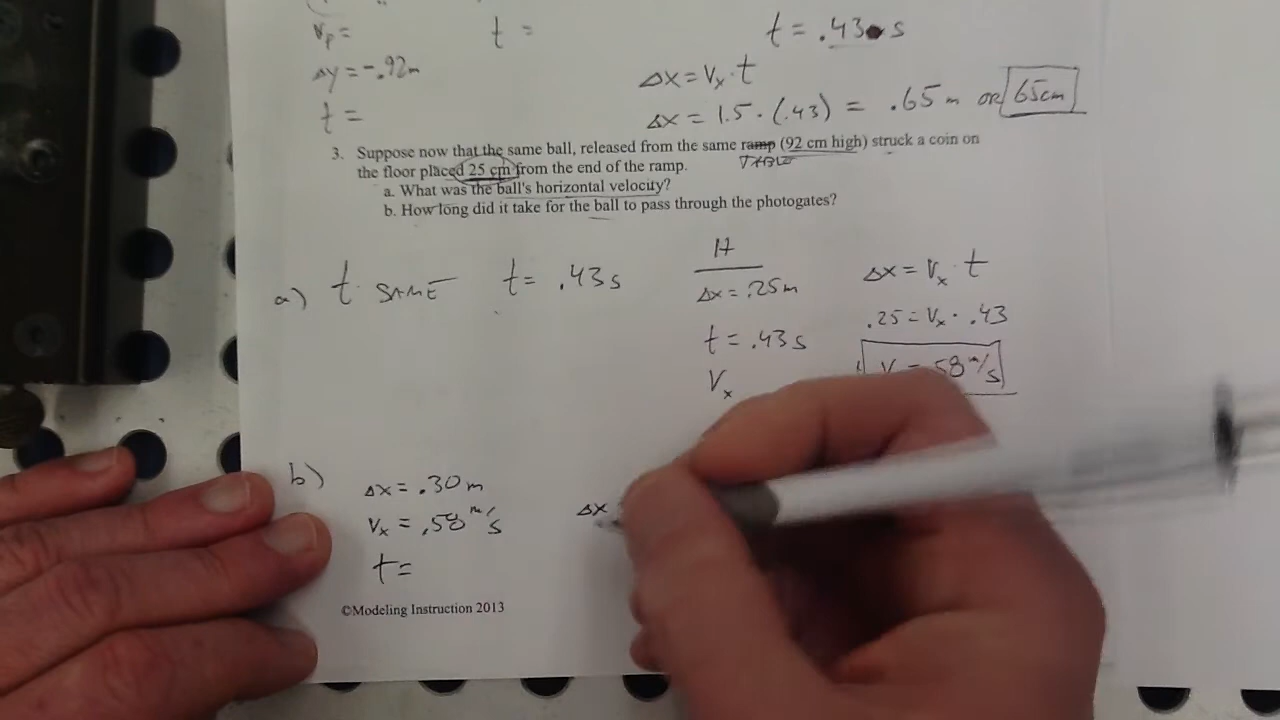 Vp = t = t = .43 s
Δy = -.92m Δx = Vx · t
t = Δx = 1.5 · (.43) = .65 m OR 65cm
3. Suppose now that the same ball, released from the same ramp (92 cm high) struck a coin on
TABLE
the floor placed 25 cm from the end of the ramp.
a. What was the ball's horizontal velocity?
b. How long did it take for the ball to pass through the photogates?
a) t SAME t = .43 s
H
Δx = .25m
t = .43 s
Vx
Δx = Vx · t
.25 = Vx · .43
V = 58 m/s
b) Δx = .30 m
Vx = .58 m/s
t =
Δx
©Modeling Instruction 2013